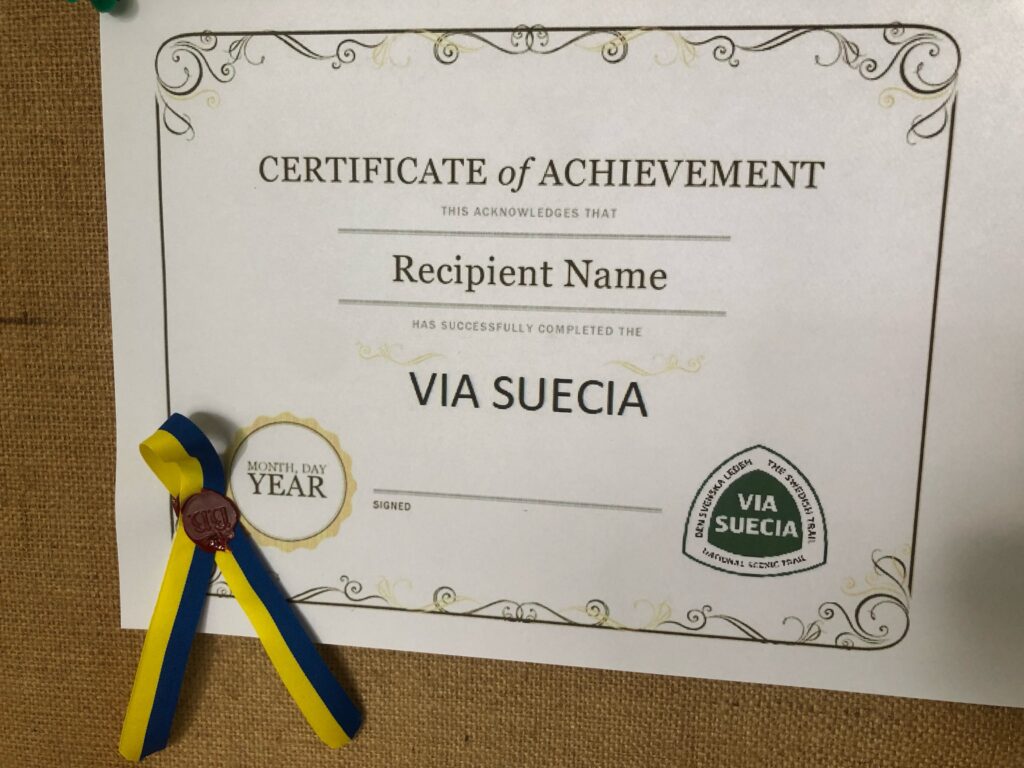 CERTIFICATE of ACHIEVEMENT
THIS ACKNOWLEDGES THAT
Recipient Name
HAS SUCCESSFULLY COMPLETED THE
VIA SUECIA
MONTH, DAY
YEAR
SIGNED
DEN SVENSKA LEDEN
THE SWEDISH TRAIL
VIA
SUECIA
NATIONAL SCENIC TRAIL